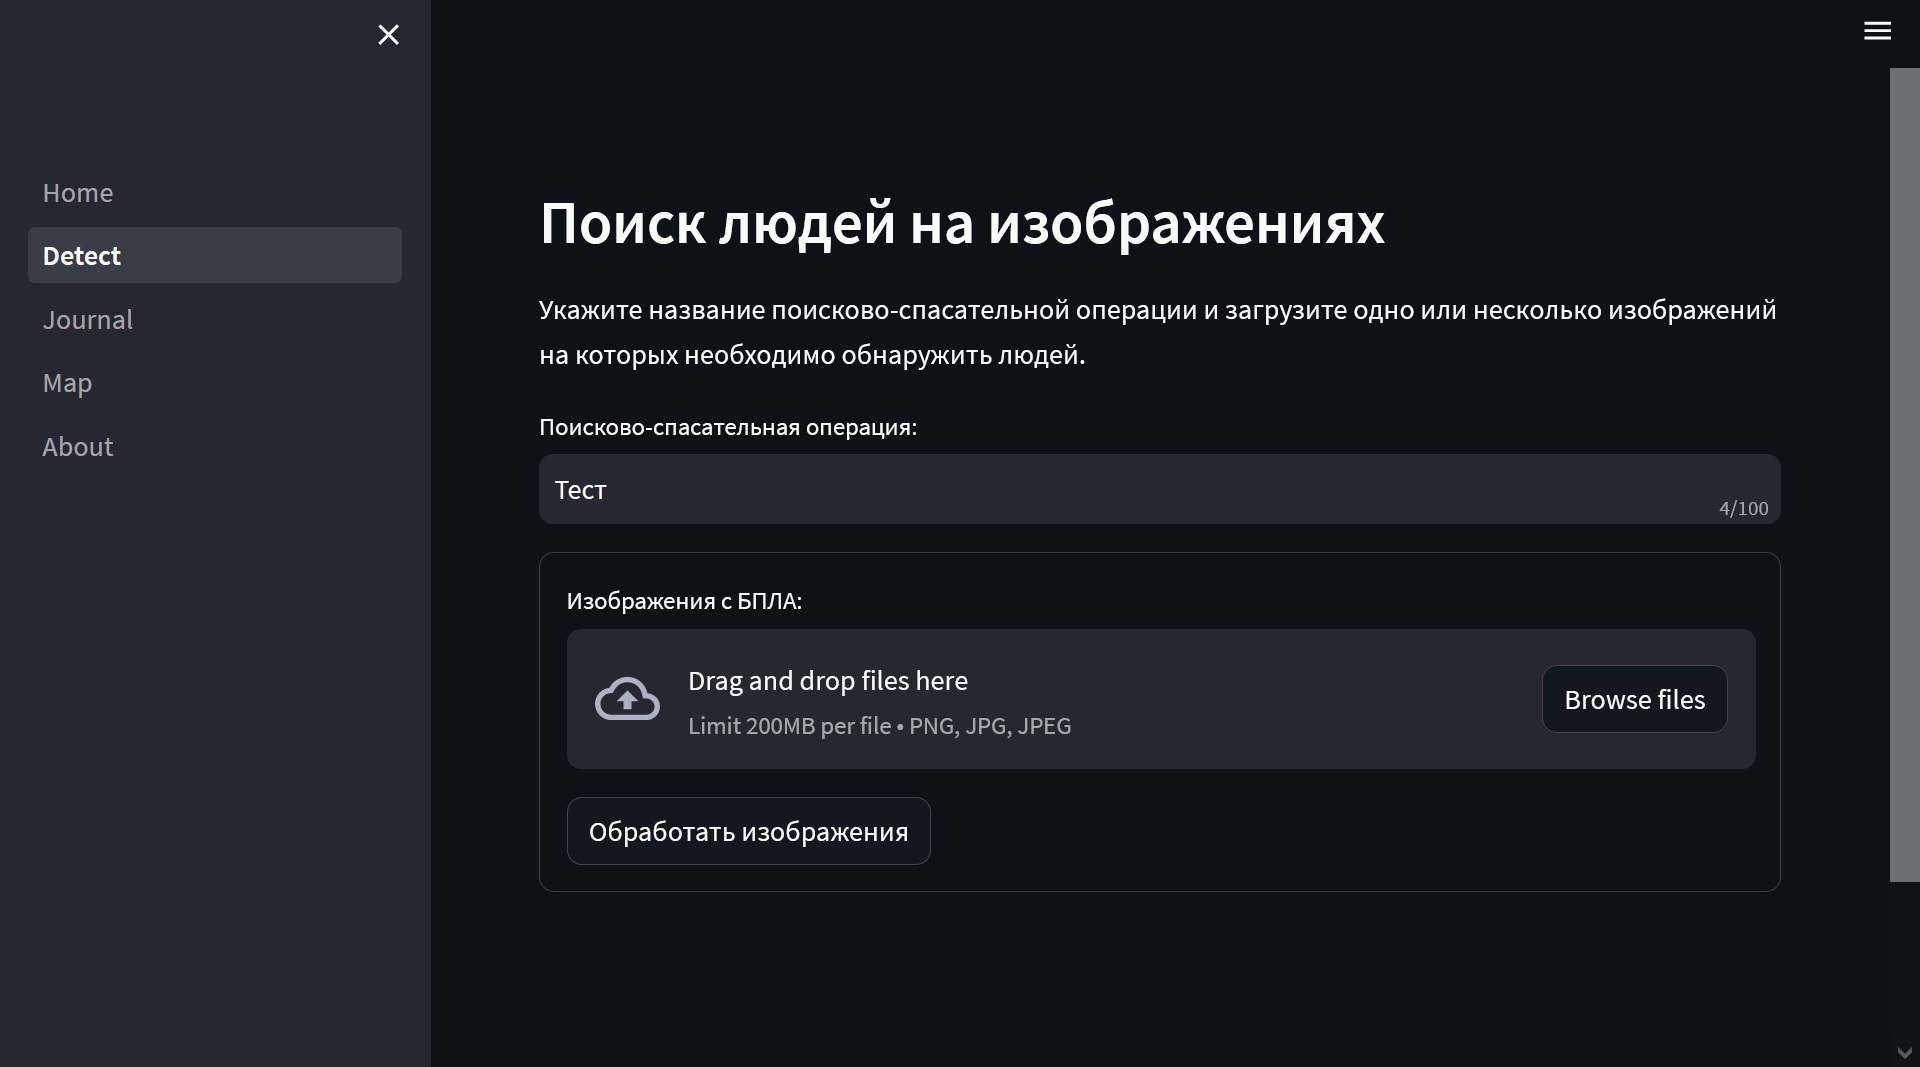 Home
Detect
Journal
Map
About
Поиск людей на изображениях
Укажите название поисково-спасательной операции и загрузите одно или несколько изображений
на которых необходимо обнаружить людей.
Поисково-спасательная операция:
Тест
4/100
Изображения с БПЛА:
Drag and drop files here
Limit 200MB per file • PNG, JPG, JPEG
Browse files
Обработать изображения